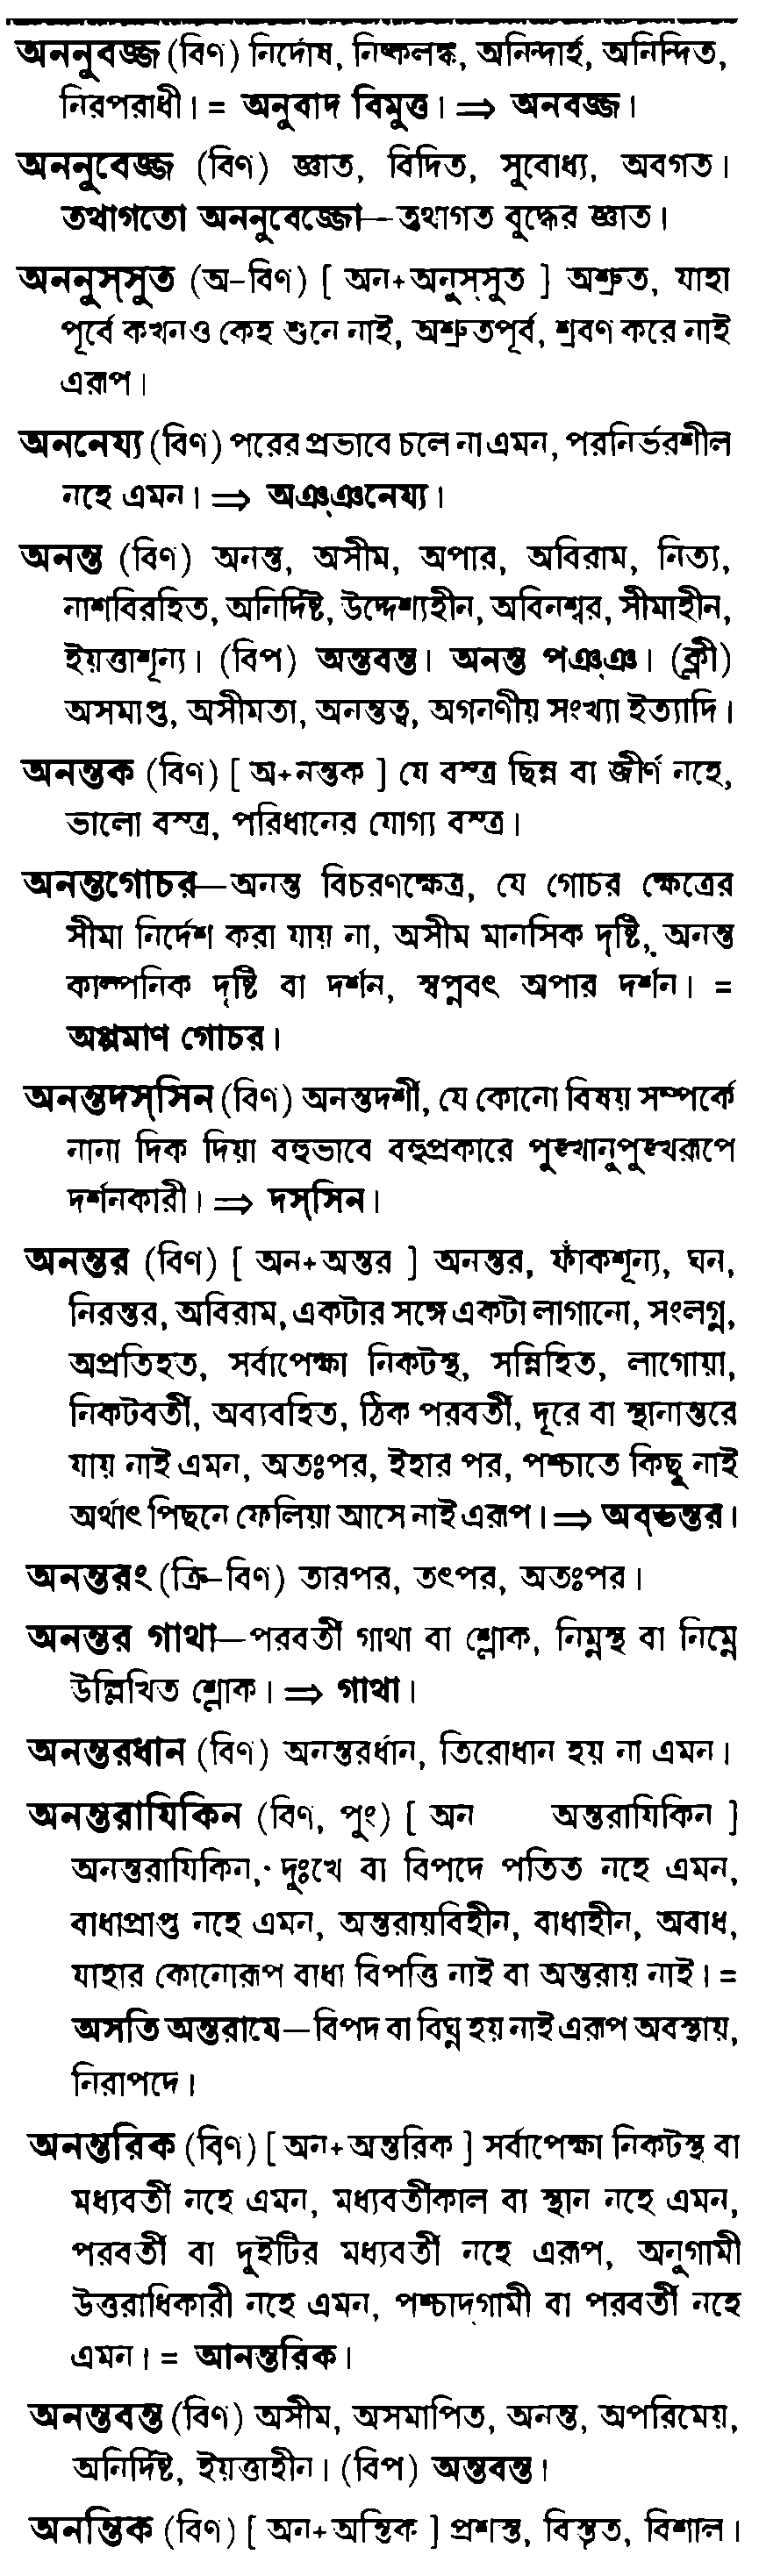 অননুবজ্জ (বিণ) নির্দোষ, নিষ্কলঙ্ক, অনিন্দার্হ, অনিন্দিত,
নিরপরাধী। = অনুবাদ বিমুত্ত। ⇒ অনবজ্জ।
অননুবেজ্জ (বিণ) জ্ঞাত, বিদিত, সুবোধ্য, অবগত।
তথাগতো অননুবেজ্জো—তথাগত বুদ্ধের জ্ঞাত।
অননুস্সুত (অ-বিণ) [ অন+অনুস্সুত ] অশ্রুত, যাহা
পূর্বে কখনও কেহ শুনে নাই, অশ্রুতপূর্ব, শ্রবণ করে নাই
এরূপ।
অননেয্য (বিণ) পরের প্রভাবে চলে না এমন, পরনির্ভরশীল
নহে এমন। ⇒ অঞ্ঞনেয্য।
অনন্ত (বিণ) অনন্ত, অসীম, অপার, অবিরাম, নিত্য,
নাশবিরহিত, অনির্দিষ্ট, উদ্দেশ্যহীন, অবিনশ্বর, সীমাহীন,
ইয়ত্তাশূন্য। (বিপ) অন্তবন্ত। অনন্ত পঞ্ঞ। (ক্লী)
অসমাপ্ত, অসীমতা, অনন্তত্ব, অগনণীয় সংখ্যা ইত্যাদি।
অনন্তক (বিণ) [ অ+নন্তক ] যে বস্ত্র ছিন্ন বা জীর্ণ নহে,
ভালো বস্ত্র, পরিধানের যোগ্য বস্ত্র।
অনন্তগোচর—অনন্ত বিচরণক্ষেত্র, যে গোচর ক্ষেত্রের
সীমা নির্দেশ করা যায় না, অসীম মানসিক দৃষ্টি, অনন্ত
কাল্পনিক দৃষ্টি বা দর্শন, স্বপ্নবৎ অপার দর্শন। =
অপ্পমাণ গোচর।
অনন্তদস্সিন (বিণ) অনন্তদর্শী, যে কোনো বিষয় সম্পর্কে
নানা দিক দিয়া বহুভাবে বহুপ্রকারে পুঙ্খানুপুঙ্খরূপে
দর্শনকারী। ⇒ দস্সিন।
অনন্তর (বিণ) [ অন+অন্তর ] অনন্তর, ফাঁকশূন্য, ঘন,
নিরন্তর, অবিরাম, একটার সঙ্গে একটা লাগানো, সংলগ্ন,
অপ্রতিহত, সর্বাপেক্ষা নিকটস্থ, সন্নিহিত, লাগোয়া,
নিকটবর্তী, অব্যবহিত, ঠিক পরবর্তী, দূরে বা স্থানান্তরে
যায় নাই এমন, অতঃপর, ইহার পর, পশ্চাতে কিছু নাই
অর্থাৎ পিছনে ফেলিয়া আসে নাই এরূপ। ⇒ অব্ভন্তর।
অনন্তরং (ক্রি-বিণ) তারপর, তৎপর, অতঃপর।
অনন্তর গাথা—পরবর্তী গাথা বা শ্লোক, নিম্নস্থ বা নিম্নে
উল্লিখিত শ্লোক। ⇒ গাথা।
অনন্তরধান (বিণ) অনন্তরর্ধান, তিরোধান হয় না এমন।
অনন্তরাযিকিন (বিণ, পুং) [ অন অন্তরাযিকিন ]
অনন্তরাযিকিন, দুঃখে বা বিপদে পতিত নহে এমন,
বাধাপ্রাপ্ত নহে এমন, অন্তরায়বিহীন, বাধাহীন, অবাধ,
যাহার কোনোরূপ বাধা বিপত্তি নাই বা অন্তরায় নাই। =
অসতি অন্তরাযে—বিপদ বা বিঘ্ন হয় নাই এরূপ অবস্থায়,
নিরাপদে।
অনন্তরিক (বিণ) [ অন+অন্তরিক ] সর্বাপেক্ষা নিকটস্থ বা
মধ্যবর্তী নহে এমন, মধ্যবর্তীকাল বা স্থান নহে এমন,
পরবর্তী বা দুইটির মধ্যবর্তী নহে এরূপ, অনুগামী
উত্তরাধিকারী নহে এমন, পশ্চাদ্গামী বা পরবর্তী নহে
এমন। = আনন্তরিক।
অনন্তবন্ত (বিণ) অসীম, অসমাপিত, অনন্ত, অপরিমেয়,
অনির্দিষ্ট, ইয়ত্তাহীন। (বিপ) অন্তবন্ত।
অনন্তিক (বিণ) [ অন+অন্তিক ] প্রশস্ত, বিস্তৃত, বিশাল।